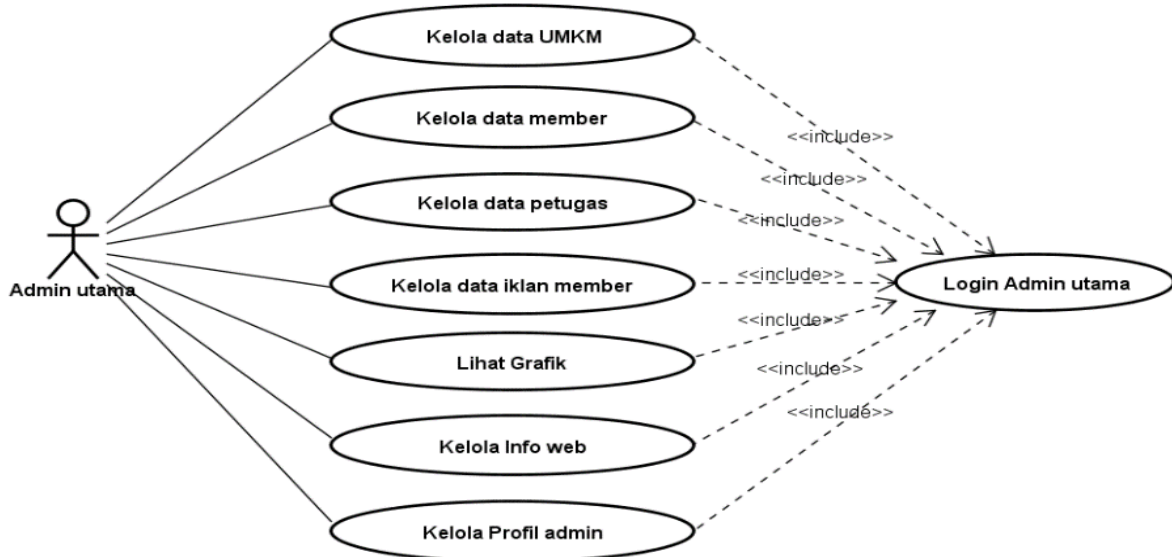 Kelola data UMKM
Kelola data member
<<include>>
<<include>>
Kelola data petugas
<<include>>
Admin utama
Kelola data iklan member
<<include>>
Login Admin utama
<<include>>
Lihat Grafik
<<include>>
<<include>>
Kelola Info web
Kelola Profil admin